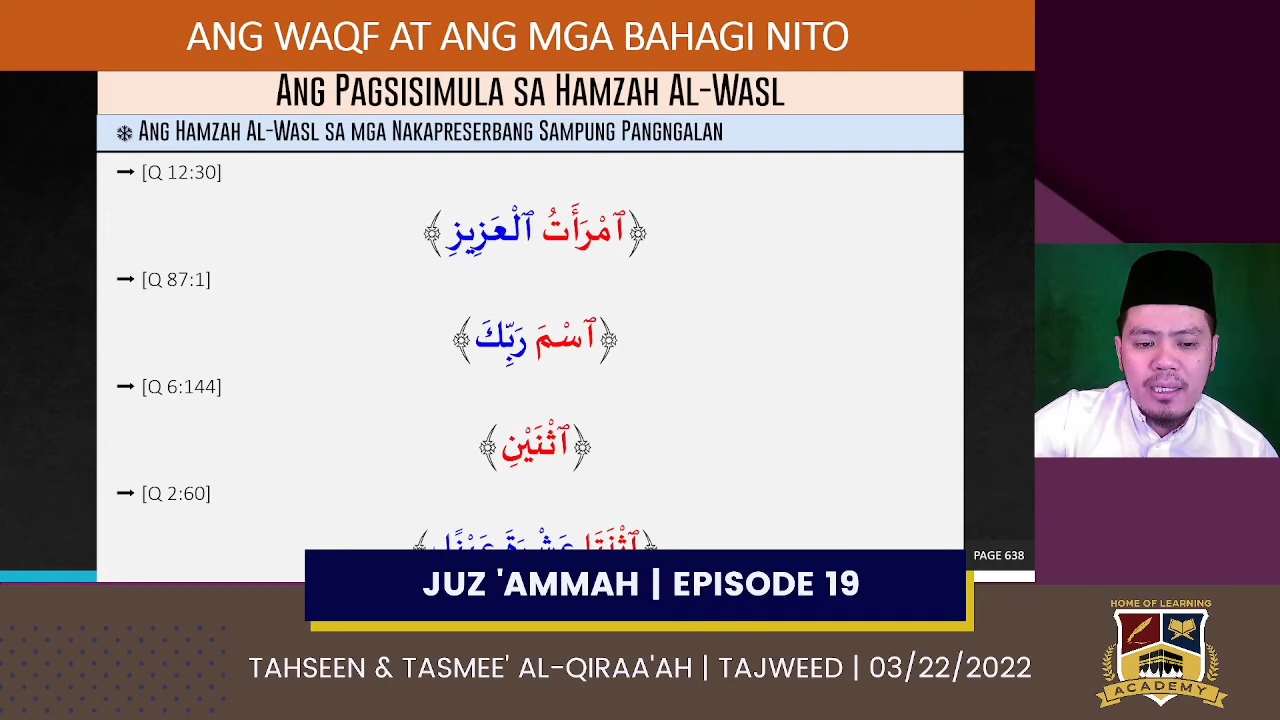 ANG WAQF AT ANG MGA BAHAGI NITO
ANG PAGSISIMULA SA HAMZAH AL-WASL
❄ ANG HAMZAH AL-WASL SA MGA NAKAPRESERBANG SAMPUNG PANGNGALAN
→ [Q 12:30]
﴿ٱمْرَأَتُ ٱلْعَزِيزِ﴾
→ [Q 87:1]
﴿ٱسْمَ رَبِّكَ﴾
→ [Q 6:144]
﴿ٱثْنَيْنِ﴾
→ [Q 2:60]
﴿ٱثْنَتَا عَشْرَةَ عَيْنًا﴾
PAGE 638
JUZ 'AMMAH | EPISODE 19
TAHSEEN & TASMEE' AL-QIRAA'AH | TAJWEED | 03/22/2022
HOME OF LEARNING
ACADEMY